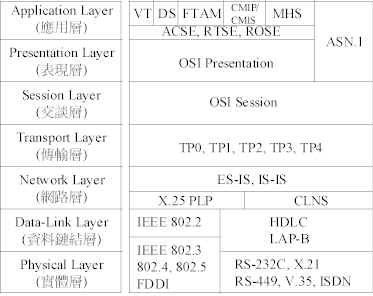 Application Layer
(應用層)
VT DS FTAM CMIP/ CMIS MHS
ACSE, RTSE, ROSE
ASN.1
Presentation Layer
(表現層)
OSI Presentation
Session Layer
(交談層)
OSI Session
Transport Layer
(傳輸層)
TP0, TP1, TP2, TP3, TP4
Network Layer
(網路層)
ES-IS, IS-IS
X.25 PLP
CLNS
Data-Link Layer
(資料鏈結層)
IEEE 802.2
HDLC
LAP-B
Physical Layer
(實體層)
IEEE 802.3
802.4, 802.5
FDDI
RS-232C, X.21
RS-449, V.35, ISDN